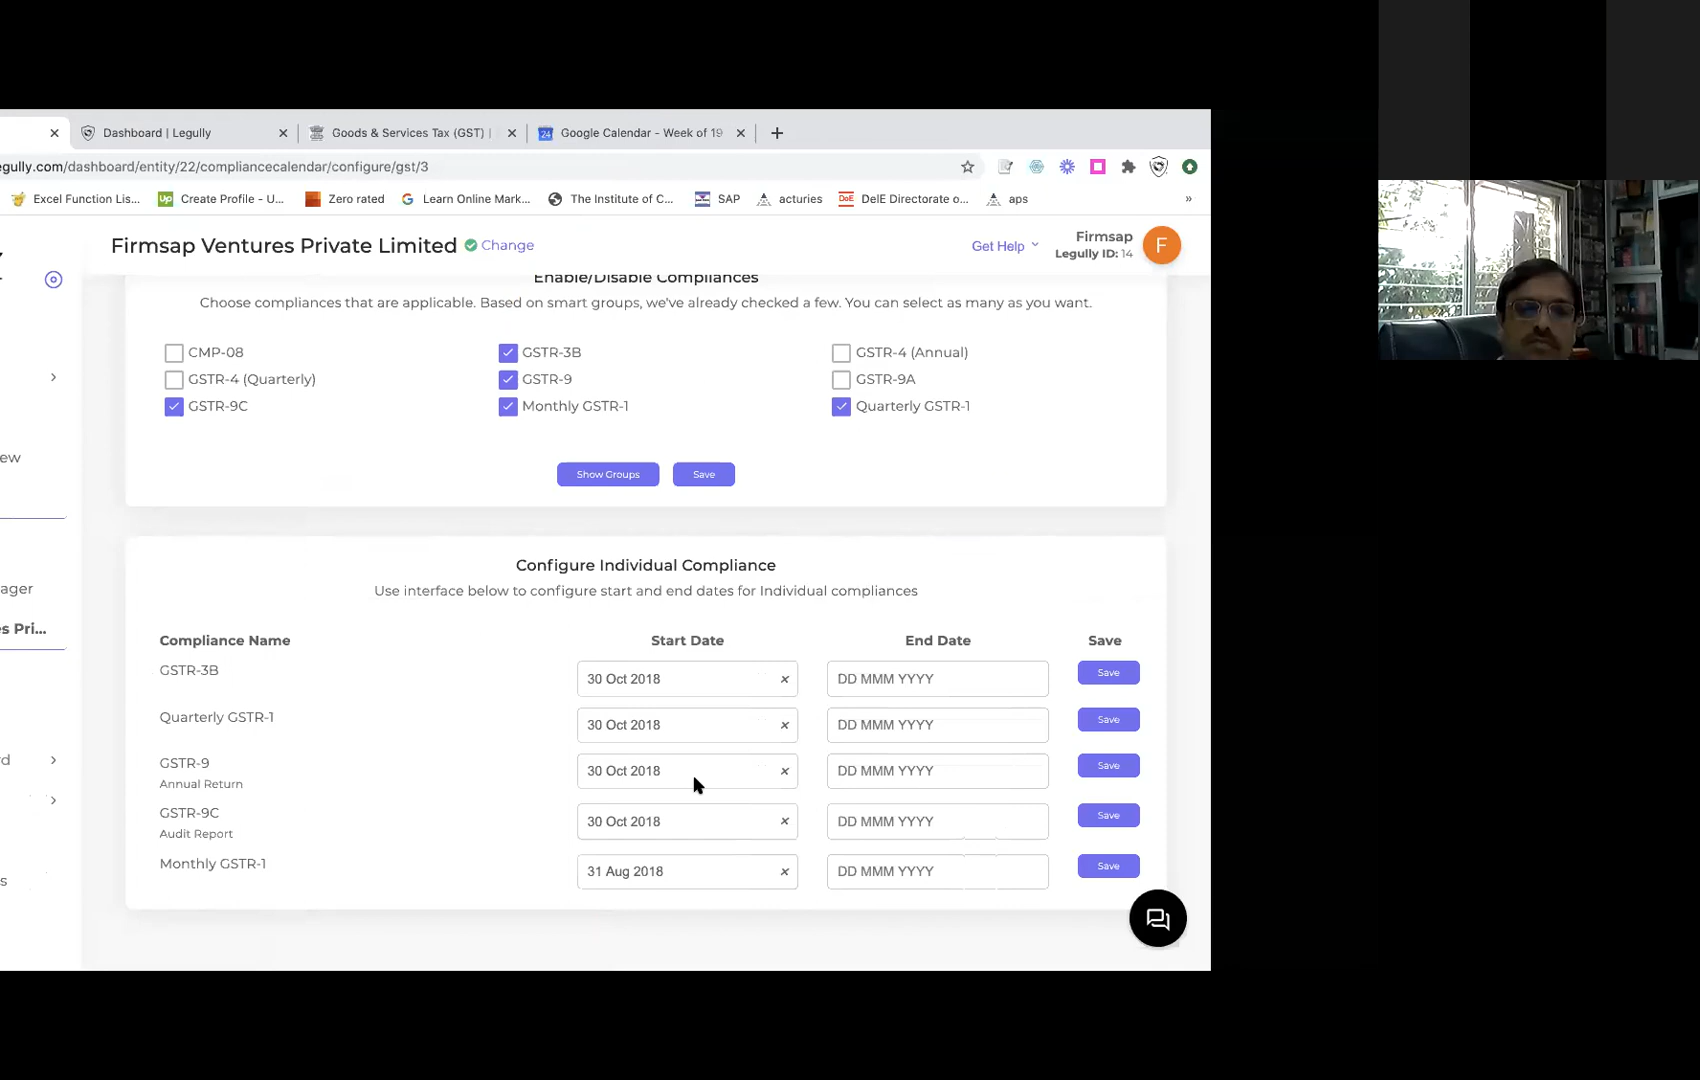 Dashboard | Legully
Goods & Services Tax (GST) |
24 Google Calendar - Week of 19
egully.com/dashboard/entity/22/compliancecalendar/configure/gst/3
Excel Function Lis...
Up Create Profile - U...
Zero rated
G Learn Online Mark...
The Institute of C...
SAP
acturies
DoE DelE Directorate o...
aps
»
Firmsap Ventures Private Limited Change
Get Help
Firmsap
Legully ID: 14
F
Enable/Disable Compliances
Choose compliances that are applicable. Based on smart groups, we've already checked a few. You can select as many as you want.
CMP-08 GSTR-3B GSTR-4 (Annual)
GSTR-4 (Quarterly) GSTR-9 GSTR-9A
GSTR-9C Monthly GSTR-1 Quarterly GSTR-1
Show Groups Save
ew
ager
es Pri...
rd
s
Configure Individual Compliance
Use interface below to configure start and end dates for Individual compliances
Compliance Name Start Date End Date Save
GSTR-3B 30 Oct 2018 × DD MMM YYYY Save
Quarterly GSTR-1 30 Oct 2018 × DD MMM YYYY Save
GSTR-9 30 Oct 2018 × DD MMM YYYY Save
Annual Return
GSTR-9C 30 Oct 2018 × DD MMM YYYY Save
Audit Report
Monthly GSTR-1 31 Aug 2018 × DD MMM YYYY Save